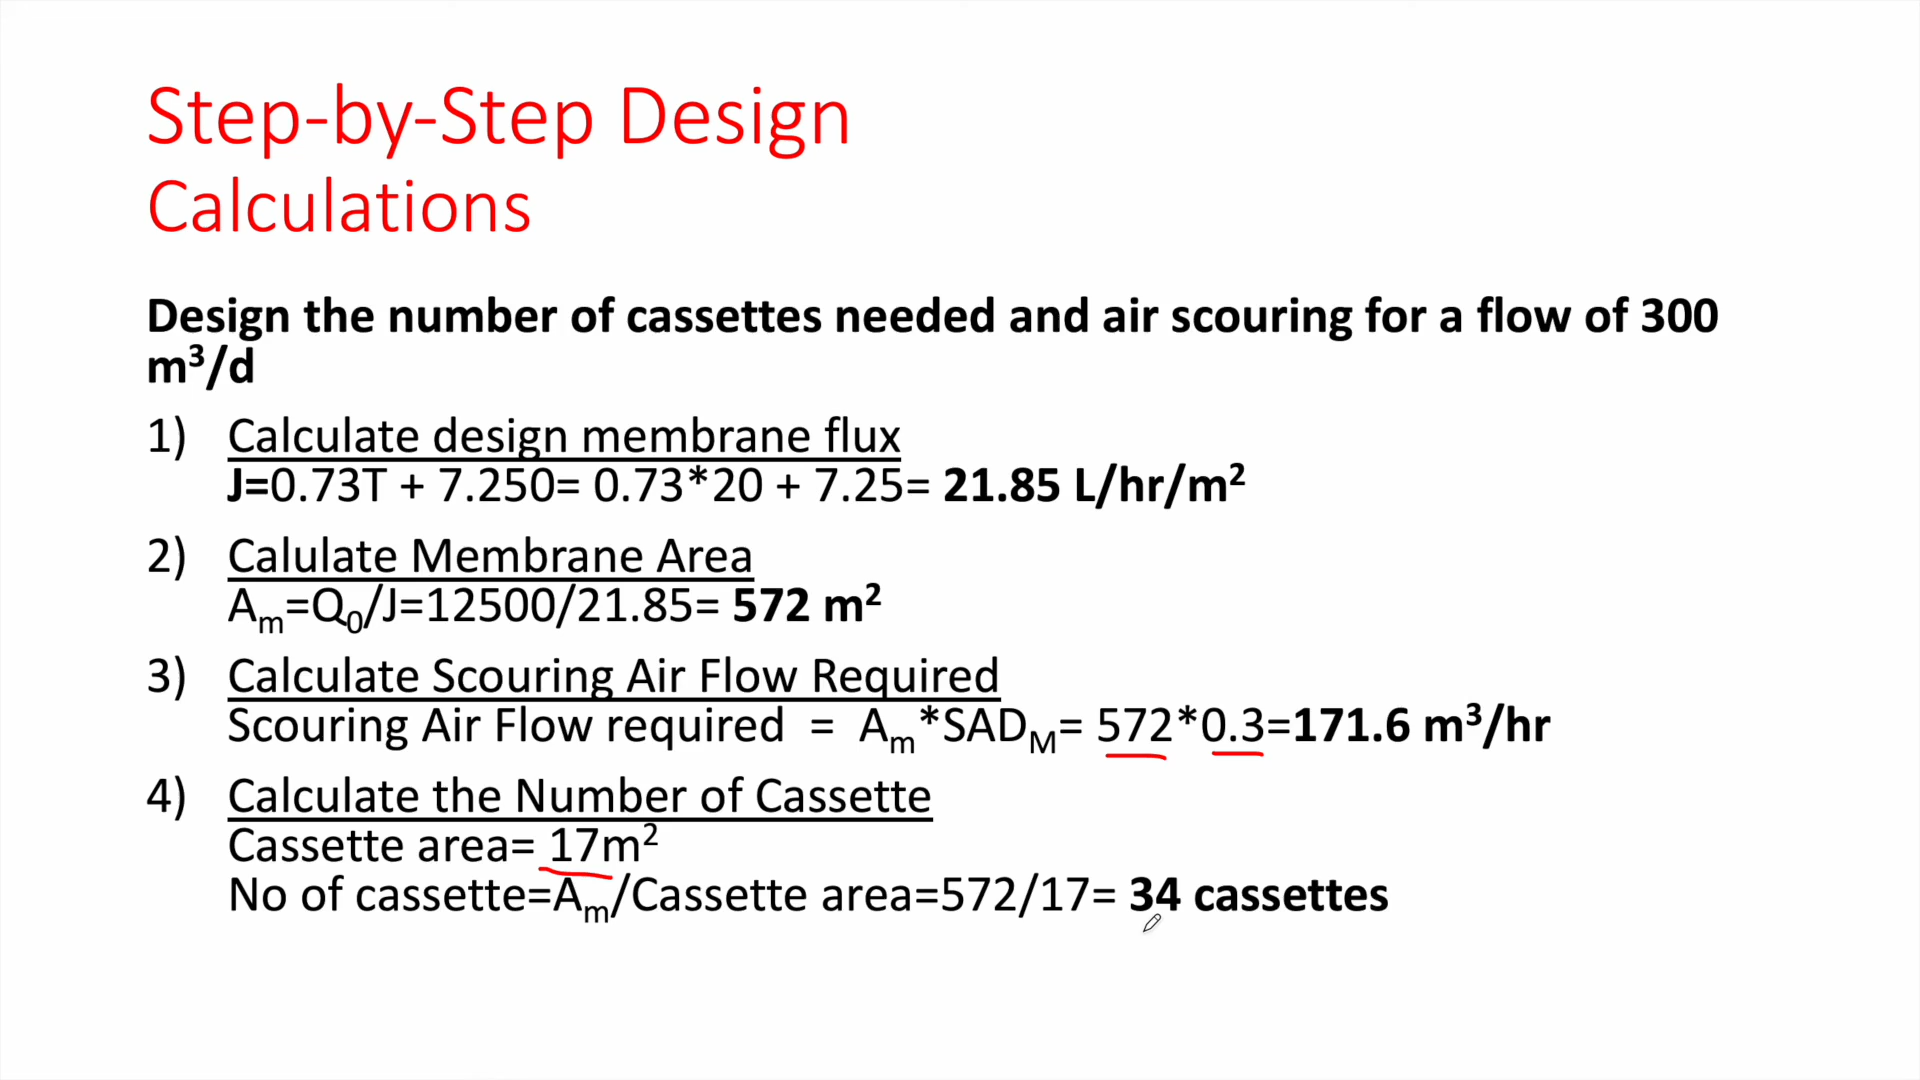 Step-by-Step Design
Calculations
Design the number of cassettes needed and air scouring for a flow of 300
m³/d
1) Calculate design membrane flux
J=0.73T + 7.250= 0.73*20 + 7.25= 21.85 L/hr/m²
2) Calulate Membrane Area
Aₘ=Q₀/J=12500/21.85= 572 m²
3) Calculate Scouring Air Flow Required
Scouring Air Flow required = Aₘ*SAD_M= 572*0.3=171.6 m³/hr
4) Calculate the Number of Cassette
Cassette area= 17m²
No of cassette=Aₘ/Cassette area=572/17= 34 cassettes